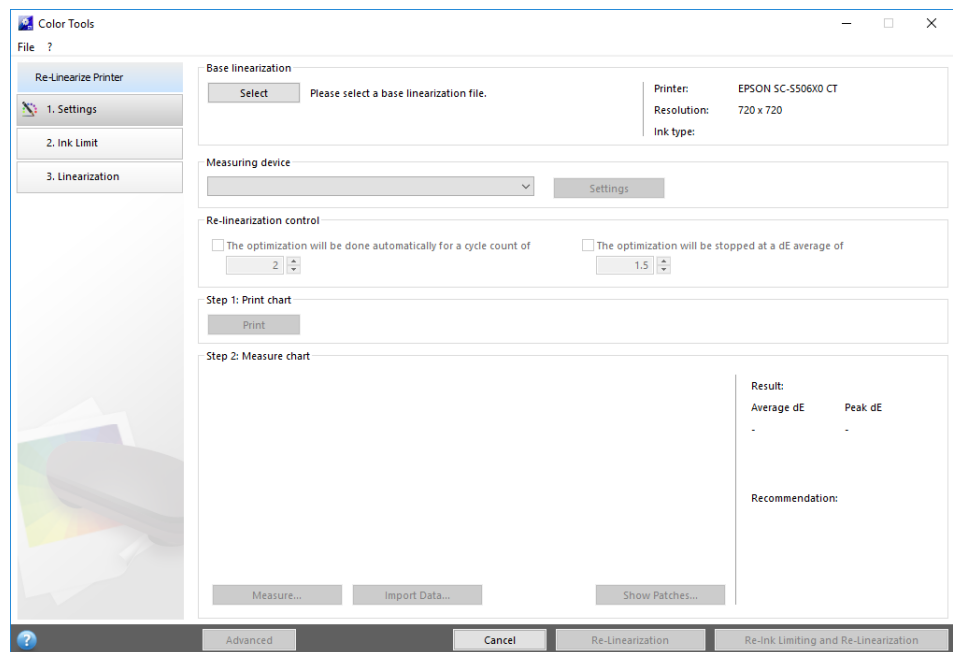 Color Tools
File ?
Re-Linearize Printer
1. Settings
2. Ink Limit
3. Linearization
Base linearization
Select Please select a base linearization file.
Printer: EPSON SC-S506X0 CT
Resolution: 720 x 720
Ink type:
Measuring device
Settings
Re-linearization control
The optimization will be done automatically for a cycle count of
2
The optimization will be stopped at a dE average of
1.5
Step 1: Print chart
Print
Step 2: Measure chart
Result:
Average dE Peak dE
- -
Recommendation:
Measure... Import Data... Show Patches...
? Advanced Cancel Re-Linearization Re-Ink Limiting and Re-Linearization